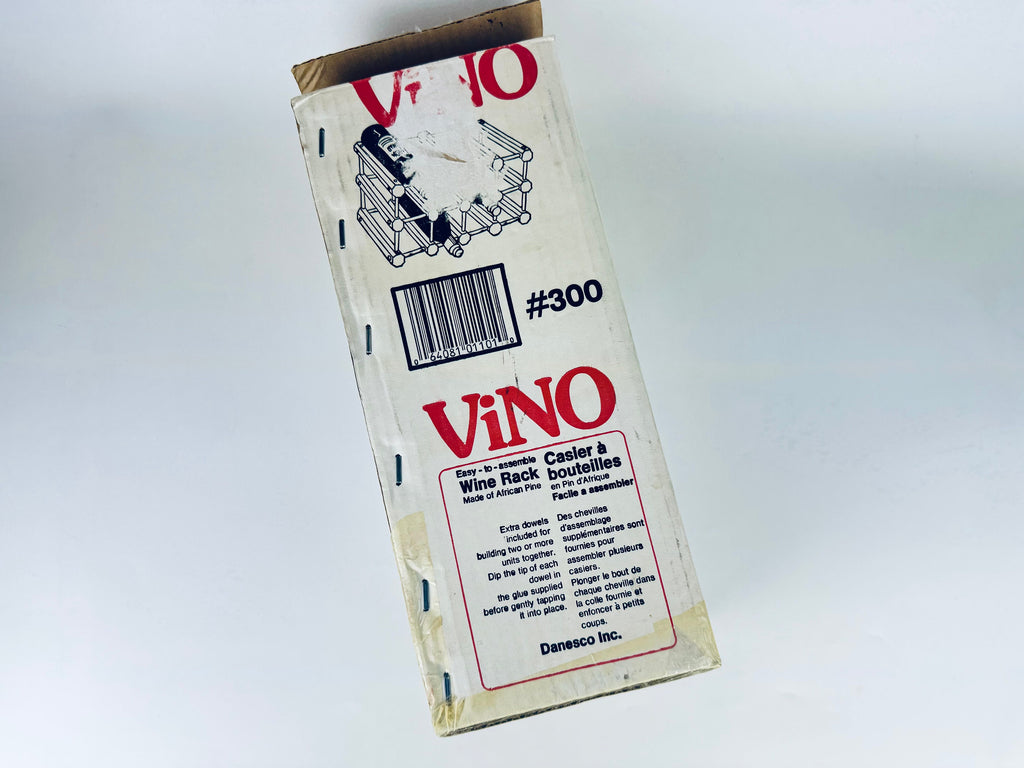 ViNO
#300
0 64081 01101 9
ViNO
Easy - to - assemble
Wine Rack
Made of African Pine
Casier à
bouteilles
en Pin d'Afrique
Facile a assembler
Extra dowels
included for
building two or more
units together.
Dip the tip of each
dowel in
the glue supplied
before gently tapping
it into place.
Des chevilles
d'assemblage
supplémentaires sont
fournies pour
assembler plusieurs
casiers.
Plonger le bout de
chaque cheville dans
la colle fournie et
enfoncer à petits
coups.
Danesco Inc.